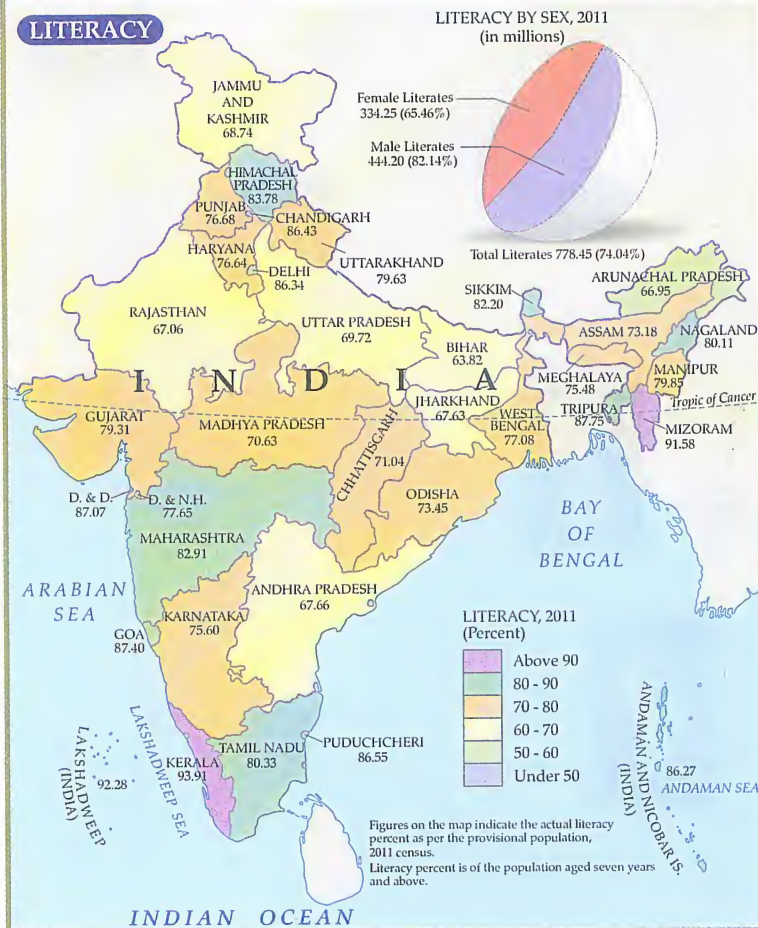 LITERACY
LITERACY BY SEX, 2011
(in millions)
Female Literates
334.25 (65.46%)
Male Literates
444.20 (82.14%)
Total Literates 778.45 (74.04%)
JAMMU
AND
KASHMIR
68.74
HIMACHAL
PRADESH
83.78
PUNJAB
76.68
CHANDIGARH
86.43
HARYANA
76.64
DELHI
86.34
UTTARAKHAND
79.63
RAJASTHAN
67.06
UTTAR PRADESH
69.72
BIHAR
63.82
SIKKIM
82.20
ARUNACHAL PRADESH
66.95
ASSAM 73.18
NAGALAND
80.11
MEGHALAYA
75.48
MANIPUR
79.85
TRIPURA
87.75
Tropic of Cancer
MIZORAM
91.58
INDIA
GUJARAT
79.31
MADHYA PRADESH
70.63
JHARKHAND
67.63
WEST
BENGAL
77.08
CHHATTISGARH
71.04
ODISHA
73.45
D. & D.
87.07
D. & N.H.
77.65
MAHARASHTRA
82.91
BAY
OF
BENGAL
ARABIAN
SEA
ANDHRA PRADESH
67.66
KARNATAKA
75.60
GOA
87.40
LITERACY, 2011
(Percent)
Above 90
80 - 90
70 - 80
60 - 70
50 - 60
Under 50
LAKSHADWEEP
(INDIA)
92.28
LAKSHADWEEP SEA
KERALA
93.91
TAMIL NADU
80.33
PUDUCHCHERI
86.55
ANDAMAN AND NICOBAR IS.
(INDIA)
86.27
ANDAMAN SEA
Figures on the map indicate the actual literacy
percent as per the provisional population,
2011 census.
Literacy percent is of the population aged seven years
and above.
INDIAN OCEAN